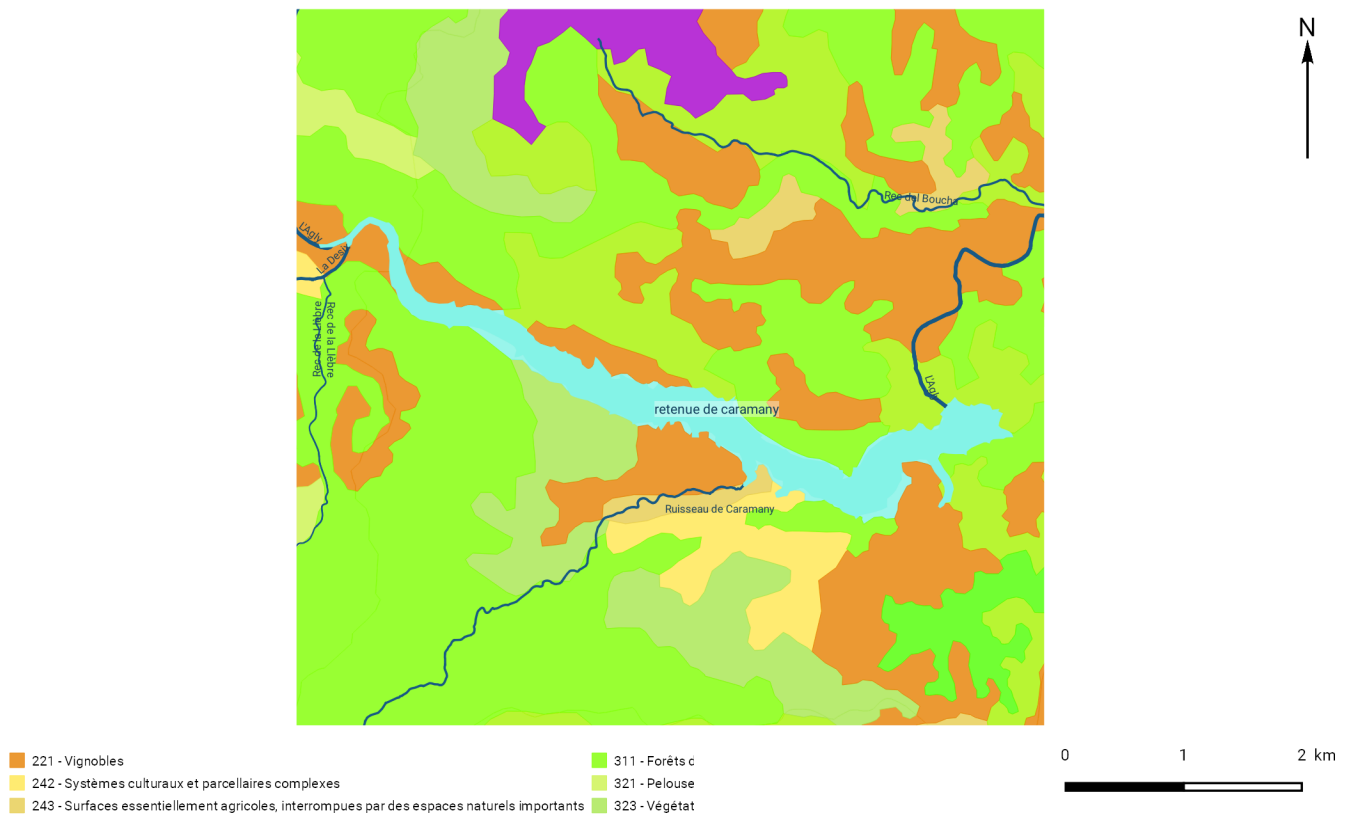 N
Rec del Boucha
L'Agly
La Desix
Rec de la Llèbre
Rec de la Llèbre
L'Agly
retenue de caramany
Ruisseau de Caramany
221 - Vignobles
242 - Systèmes culturaux et parcellaires complexes
243 - Surfaces essentiellement agricoles, interrompues par des espaces naturels importants
311 - Forêts d
321 - Pelouse
323 - Végétat
0 1 2 km